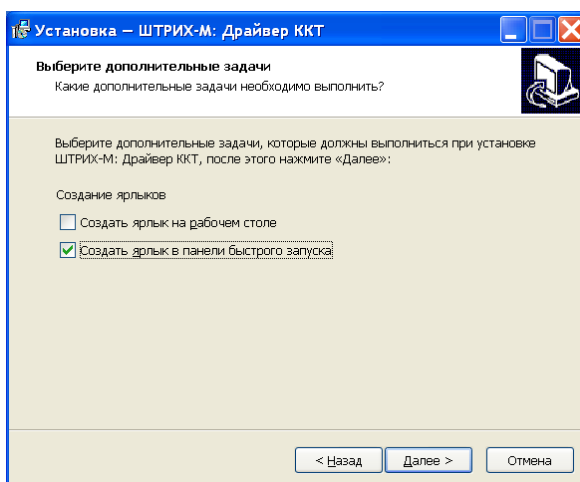 Установка — ШТРИХ-М: Драйвер ККТ
Выберите дополнительные задачи
Какие дополнительные задачи необходимо выполнить?
Выберите дополнительные задачи, которые должны выполниться при установке
ШТРИХ-М: Драйвер ККТ, после этого нажмите «Далее»:
Создание ярлыков
Создать ярлык на рабочем столе
Создать ярлык в панели быстрого запуска
< Назад
Далее >
Отмена